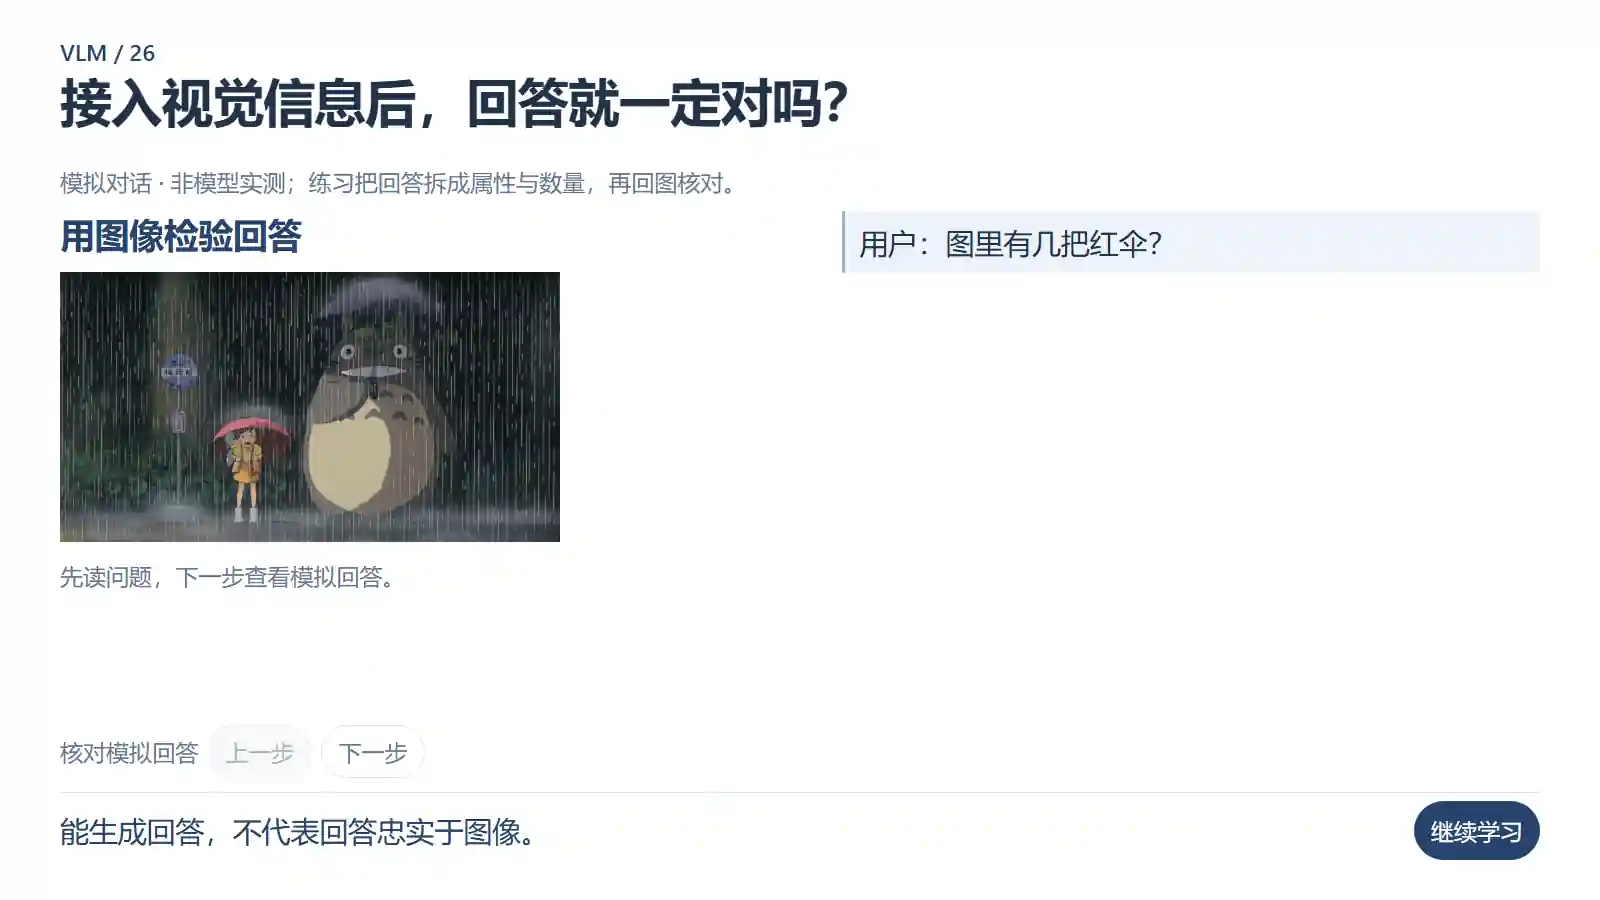 VLM / 26
接入视觉信息后，回答就一定对吗？
模拟对话 · 非模型实测；练习把回答拆成属性与数量，再回图核对。
用图像检验回答
用户：图里有几把红伞？
先读问题，下一步查看模拟回答。
核对模拟回答 上一步 下一步
能生成回答，不代表回答忠实于图像。
继续学习